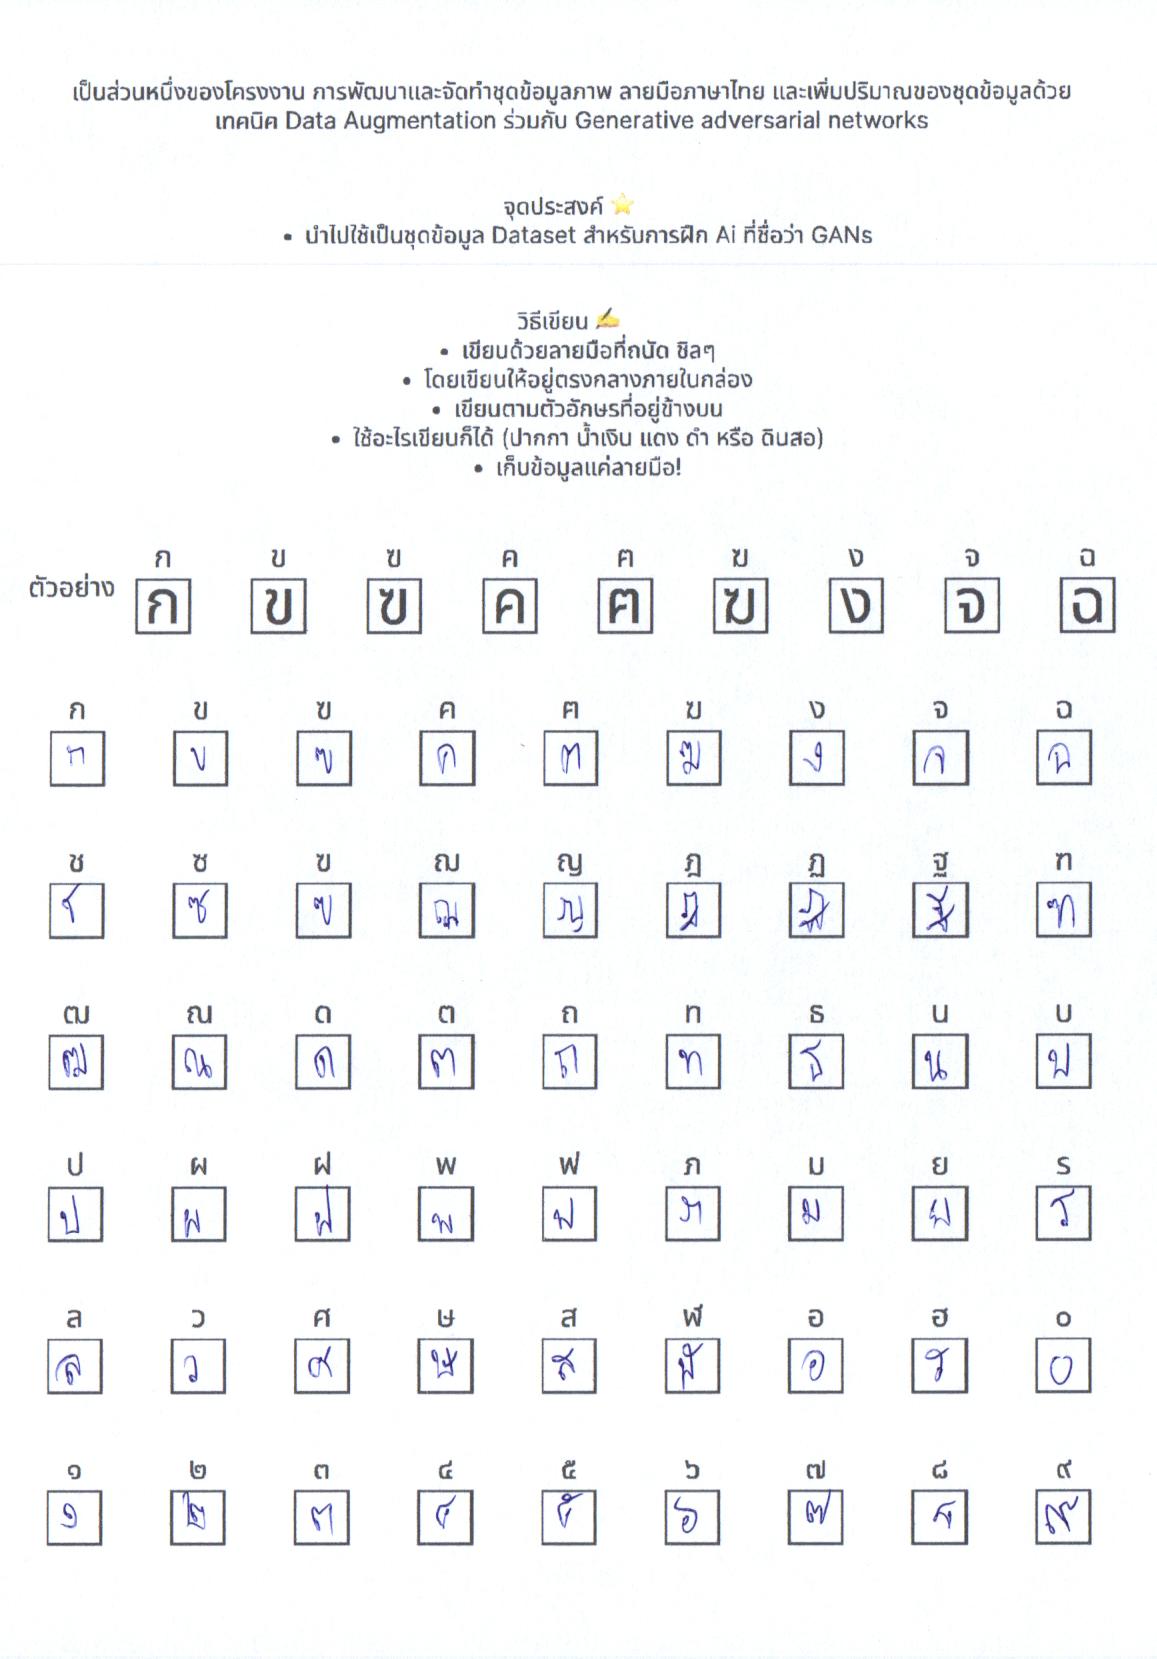 เป็นส่วนหนึ่งของโครงงาน การพัฒนาและจัดทำชุดข้อมูลภาพ ลายมือภาษาไทย และเพิ่มปริมาณของชุดข้อมูลด้วย
เทคนิค Data Augmentation ร่วมกับ Generative adversarial networks
จุดประสงค์ ⭐
• นำไปใช้เป็นชุดข้อมูล Dataset สำหรับการฝึก Ai ที่ชื่อว่า GANs
วิธีเขียน ✍
• เขียนด้วยลายมือที่ถนัด ชิลๆ
• โดยเขียนให้อยู่ตรงกลางภายในกล่อง
• เขียนตามตัวอักษรที่อยู่ข้างบน
• ใช้อะไรเขียนก็ได้ (ปากกา น้ำเงิน แดง ดำ หรือ ดินสอ)
• เก็บข้อมูลแค่ลายมือ!
ก ข ฃ ค ฅ ฆ ง จ ฉ
ตัวอย่าง ก ข ฃ ค ฅ ฆ ง จ ฉ
ก ข ฃ ค ฅ ฆ ง จ ฉ
ก ข ฃ ค ฅ ฆ ง จ ฉ
ช ซ ฃ ฌ ญ ฎ ฏ ฐ ฑ
ช ซ ฃ ฌ ญ ฎ ฏ ฐ ฑ
ฒ ณ ด ต ถ ท ธ น บ
ฒ ณ ด ต ถ ท ธ น บ
ป ผ ฝ พ ฟ ภ ม ย ร
ป ผ ฝ พ ฟ ภ ม ย ร
ล ว ศ ษ ส ฬ อ ฮ ๐
ล ว ศ ษ ส ฬ อ ฮ ๐
๑ ๒ ๓ ๔ ๕ ๖ ๗ ๘ ๙
๑ ๒ ๓ ๔ ๕ ๖ ๗ ๘ ๙